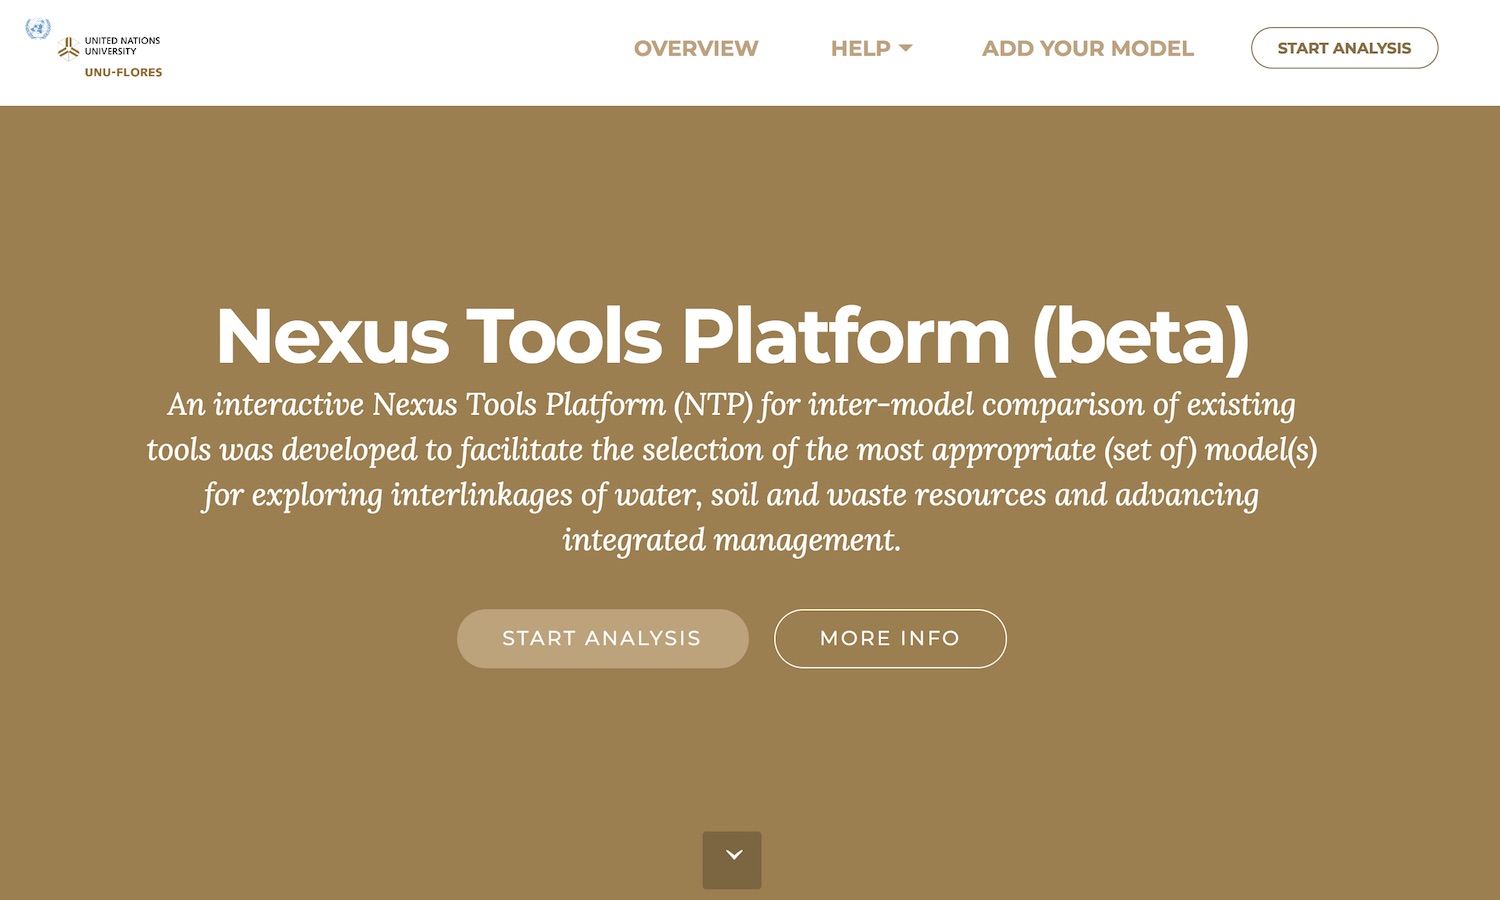 UNITED NATIONS
UNIVERSITY
UNU-FLORES
OVERVIEW
HELP
ADD YOUR MODEL
START ANALYSIS
Nexus Tools Platform (beta)
An interactive Nexus Tools Platform (NTP) for inter-model comparison of existing
tools was developed to facilitate the selection of the most appropriate (set of) model(s)
for exploring interlinkages of water, soil and waste resources and advancing
integrated management.
START ANALYSIS
MORE INFO